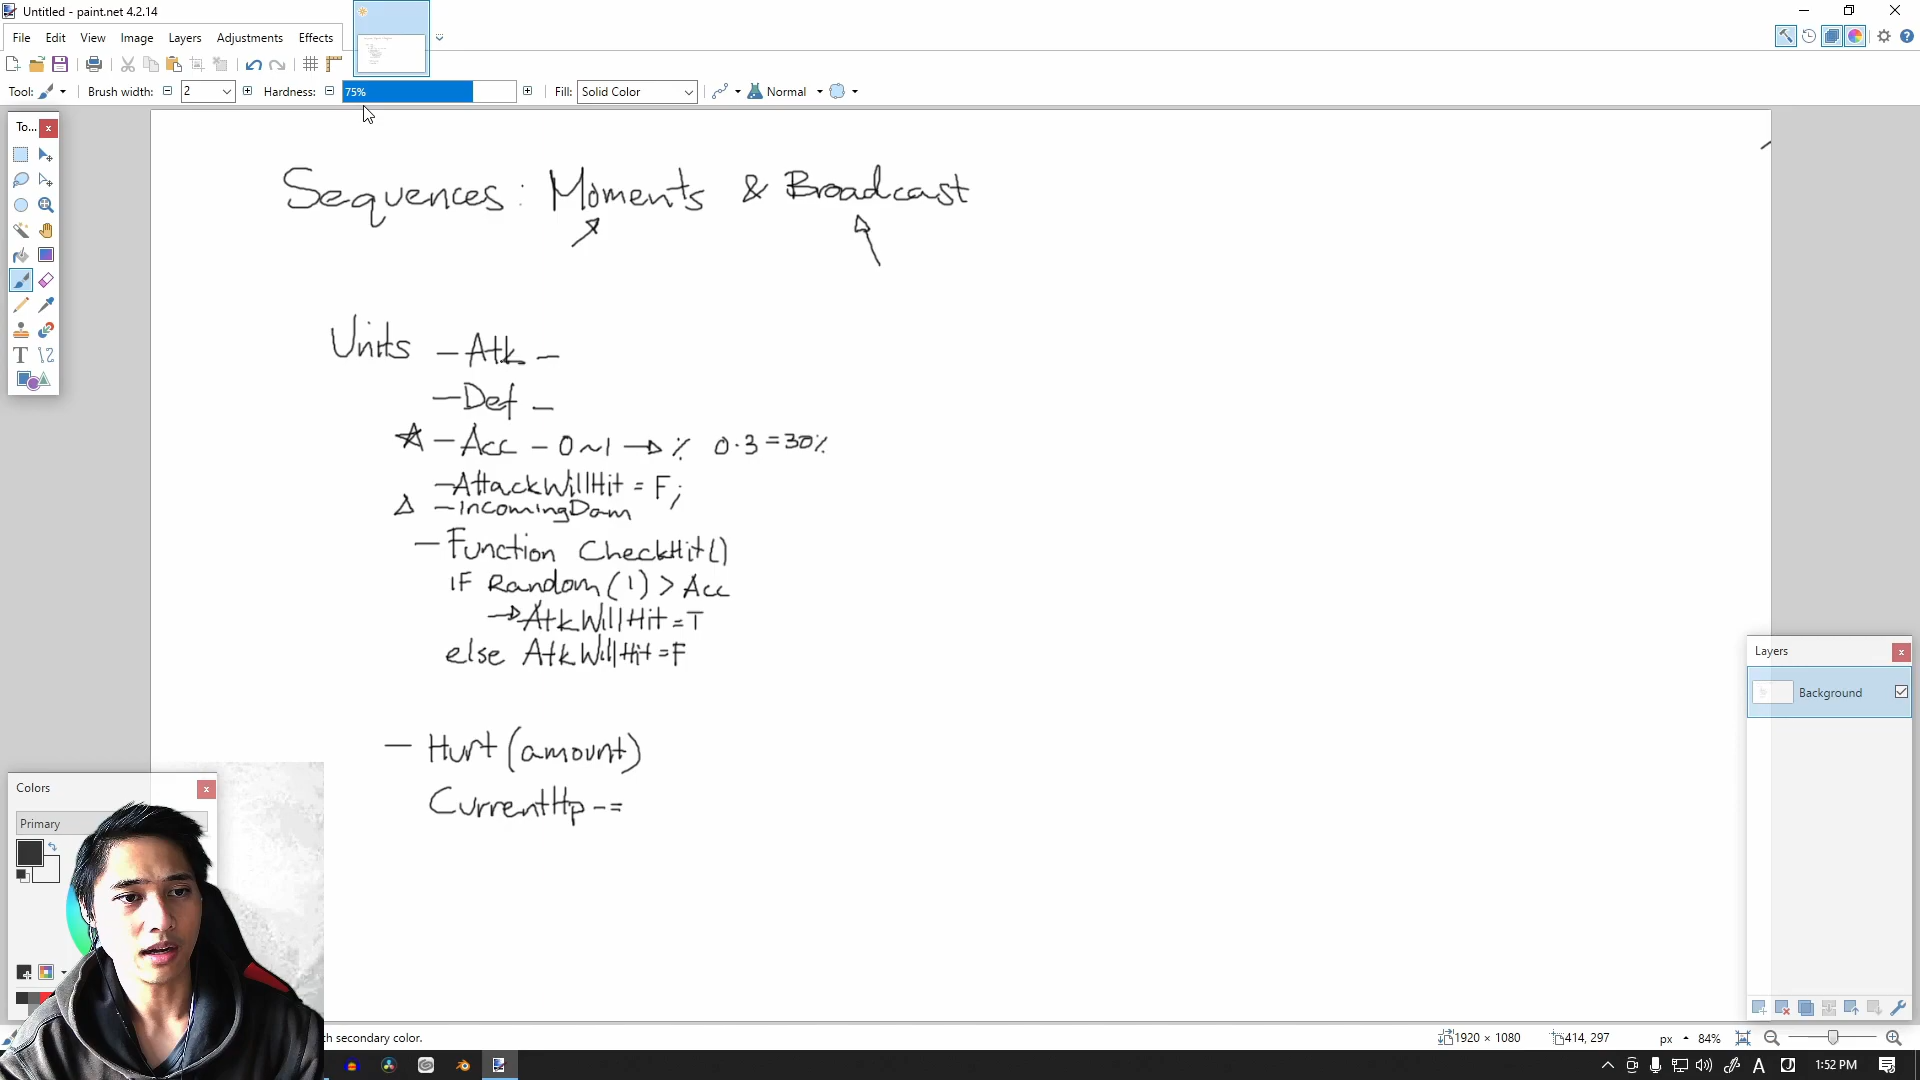 Untitled - paint.net 4.2.14
File Edit View Image Layers Adjustments Effects
Tool: Brush width: 2 Hardness: 75% Fill: Solid Color Normal
To...
Sequences: Moments & Broadcast
Units - Atk -
- Def -
- Acc - 0~1 → % 0.3 = 30%
- AttackWillHit = F;
- IncomingDam
- Function CheckHit()
IF Random(1) > Acc
→ AtkWillHit = T
else AtkWillHit = F
- Hurt (amount)
CurrentHp -=
Layers
Background
Colors
Primary
h secondary color.
1920 × 1080
414, 297
px
84%
A
1:52 PM